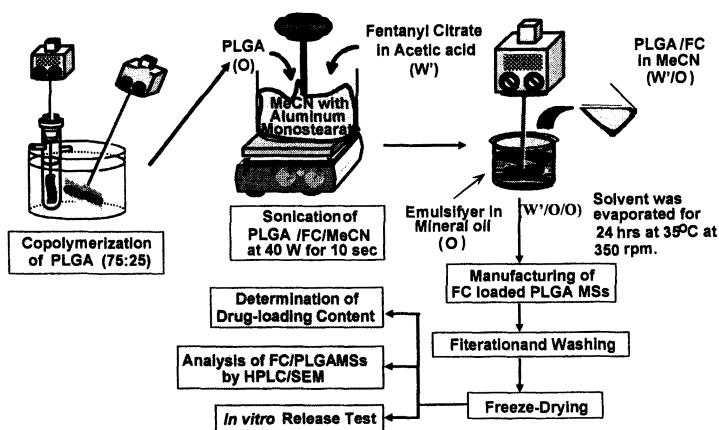 PLGA
(O)
Fentanyl Citrate
in Acetic acid
(W')
PLGA /FC
in MeCN
(W'/O)
MeCN with
Aluminum
Monostearate
Copolymerization
of PLGA (75:25)
Sonication of
PLGA /FC/MeCN
at 40 W for 10 sec
Emulsifyer in
Mineral oil
(O)
(W'/O/O)
Solvent was
evaporated for
24 hrs at 35°C at
350 rpm.
Manufacturing of
FC loaded PLGA MSs
Fiterationand Washing
Freeze-Drying
Determination of
Drug-loading Content
Analysis of FC/PLGAMSs
by HPLC/SEM
In vitro Release Test